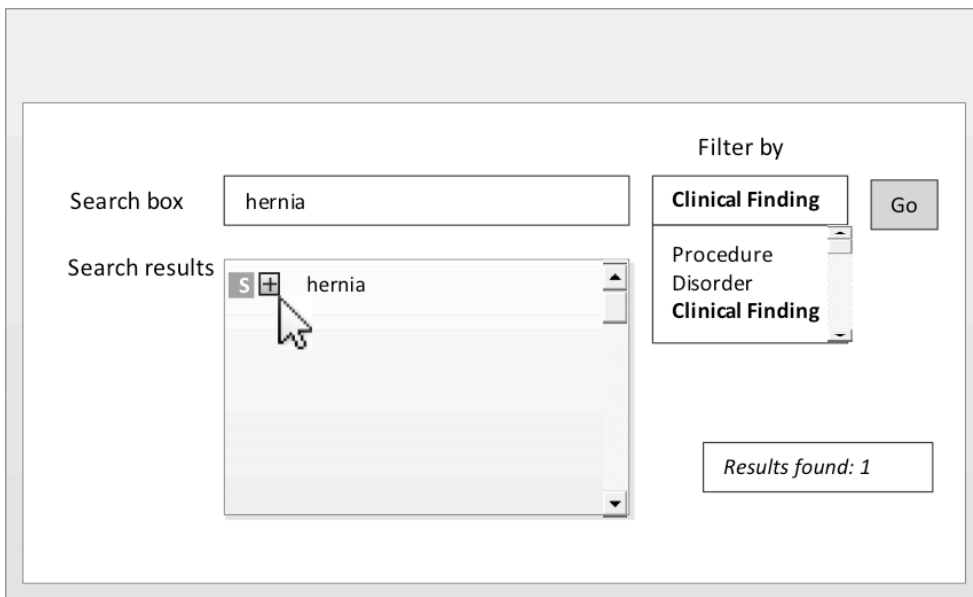 Filter by
Search box
hernia
Clinical Finding
Go
Search results
S
hernia
Procedure
Disorder
Clinical Finding
Results found: 1